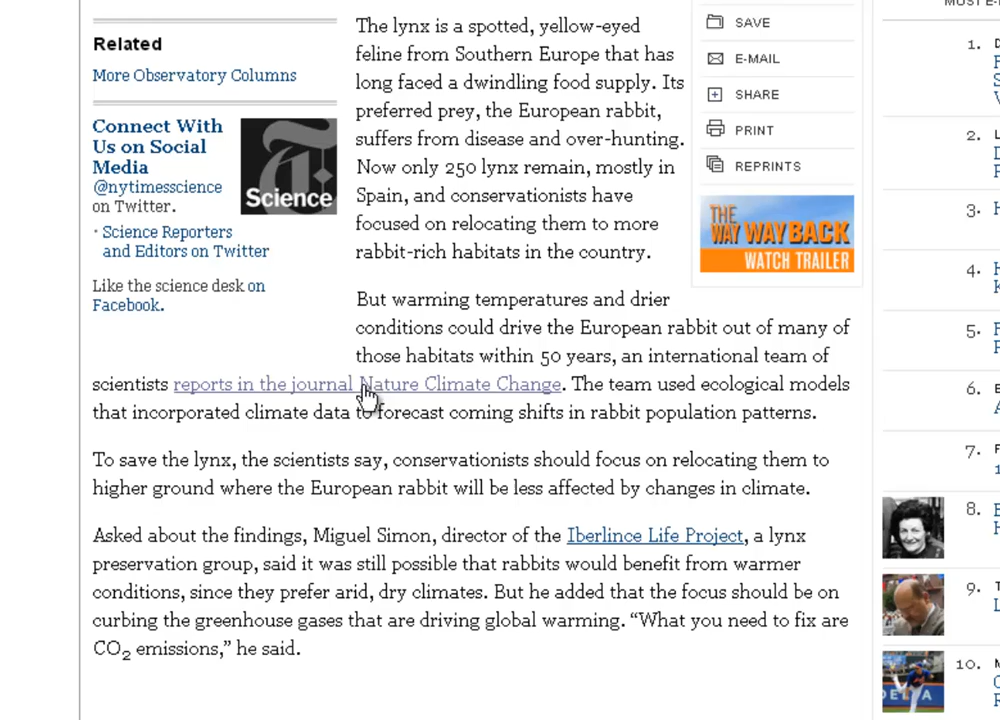 Related
More Observatory Columns
Connect With
Us on Social
Media
@nytimesscience
on Twitter.
Science
· Science Reporters
and Editors on Twitter
Like the science desk on
Facebook.
The lynx is a spotted, yellow-eyed
feline from Southern Europe that has
long faced a dwindling food supply. Its
preferred prey, the European rabbit,
suffers from disease and over-hunting.
Now only 250 lynx remain, mostly in
Spain, and conservationists have
focused on relocating them to more
rabbit-rich habitats in the country.
But warming temperatures and drier
conditions could drive the European rabbit out of many of
those habitats within 50 years, an international team of
scientists reports in the journal Nature Climate Change. The team used ecological models
that incorporated climate data to forecast coming shifts in rabbit population patterns.
To save the lynx, the scientists say, conservationists should focus on relocating them to
higher ground where the European rabbit will be less affected by changes in climate.
Asked about the findings, Miguel Simon, director of the Iberlince Life Project, a lynx
preservation group, said it was still possible that rabbits would benefit from warmer
conditions, since they prefer arid, dry climates. But he added that the focus should be on
curbing the greenhouse gases that are driving global warming. “What you need to fix are
CO2 emissions,” he said.
SAVE
E-MAIL
SHARE
PRINT
REPRINTS
THE
WAY WAY BACK
WATCH TRAILER
1.
2.
3.
4.
5.
6.
7.
8.
9.
10.